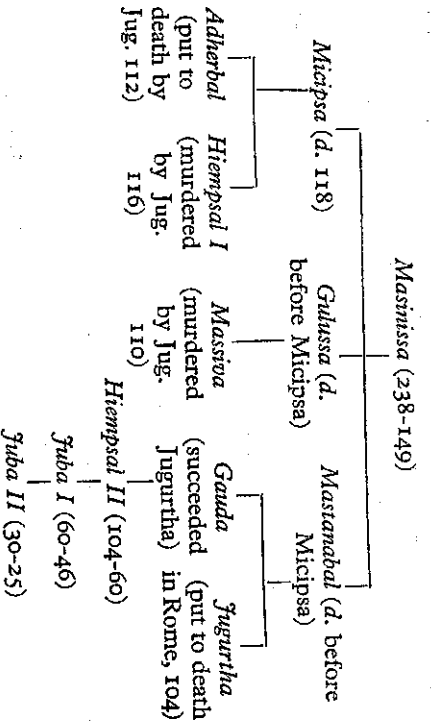 Masinissa (238-149)
Micipsa (d. 118)
Gulussa (d.
before Micipsa)
Mastanabal (d. before
Micipsa)
Adherbal
(put to
death by
Jug. 112)
Hiempsal I
(murdered
by Jug.
116)
Massiva
(murdered
by Jug.
110)
Gauda
(succeeded
Jugurtha)
Jugurtha
(put to death
in Rome, 104)
Hiempsal II (104-60)
Juba I (60-46)
Juba II (30-25)